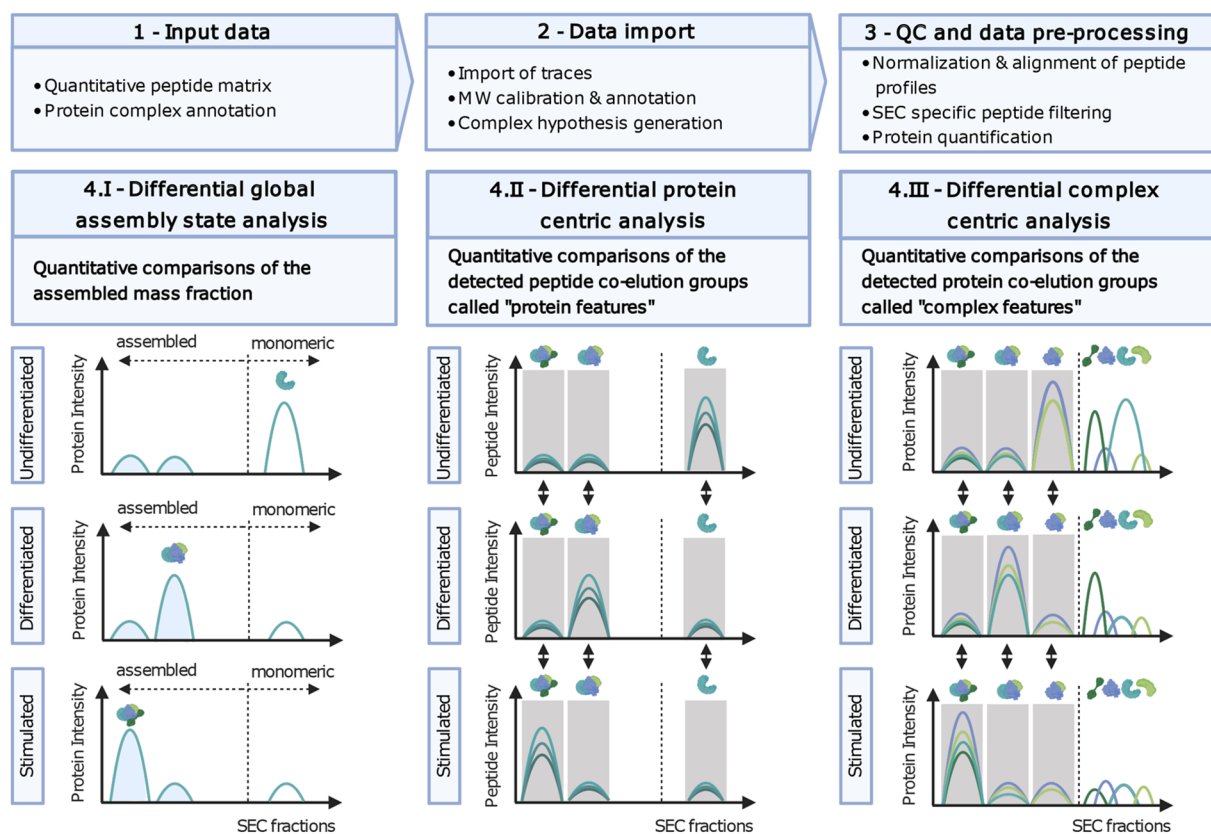 1 - Input data
• Quantitative peptide matrix
• Protein complex annotation
2 - Data import
• Import of traces
• MW calibration & annotation
• Complex hypothesis generation
3 - QC and data pre-processing
• Normalization & alignment of peptide
profiles
• SEC specific peptide filtering
• Protein quantification
4.I - Differential global
assembly state analysis
Quantitative comparisons of the
assembled mass fraction
4.II - Differential protein
centric analysis
Quantitative comparisons of the
detected peptide co-elution groups
called "protein features"
4.III - Differential complex
centric analysis
Quantitative comparisons of the
detected protein co-elution groups
called "complex features"
Undifferentiated
Protein Intensity
assembled
monomeric
Differentiated
Protein Intensity
assembled
monomeric
Stimulated
Protein Intensity
assembled
monomeric
SEC fractions
Undifferentiated
Peptide Intensity
Differentiated
Peptide Intensity
Stimulated
Peptide Intensity
SEC fractions
Undifferentiated
Protein Intensity
Differentiated
Protein Intensity
Stimulated
Protein Intensity
SEC fractions